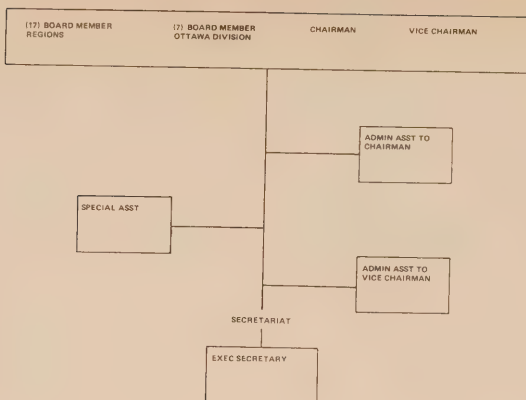 (17) BOARD MEMBER
REGIONS
(7) BOARD MEMBER
OTTAWA DIVISION
CHAIRMAN
VICE CHAIRMAN
ADMIN ASST TO
CHAIRMAN
SPECIAL ASST
ADMIN ASST TO
VICE CHAIRMAN
SECRETARIAT
EXEC SECRETARY